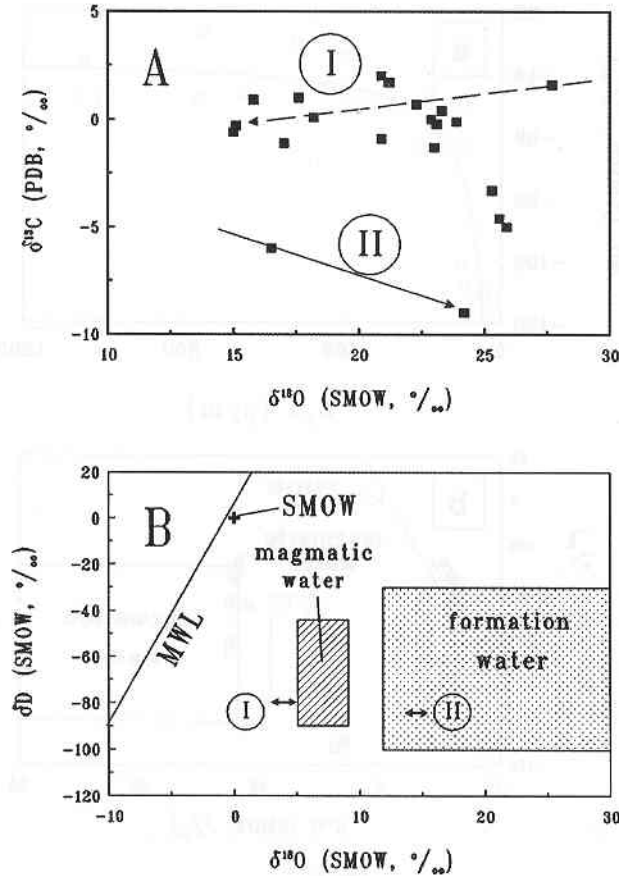 A
I
II
δ¹³C (PDB, °/∞)
5
0
-5
-10
10 15 20 25 30
δ¹⁸O (SMOW, °/∞)
B
SMOW
magmatic
water
MWL
formation
water
I
II
δD (SMOW, °/∞)
20
0
-20
-40
-60
-80
-100
-120
-10 0 10 20 30
δ¹⁸O (SMOW, °/∞)